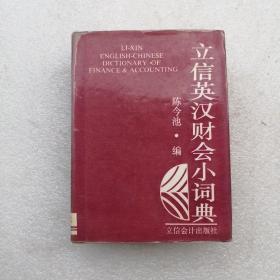 LI-XIN
ENGLISH-CHINESE
DICTIONARY·OF
FINANCE & ACCOUNTING
立信英汉财会小词典
陈今池·编
立信会计出版社